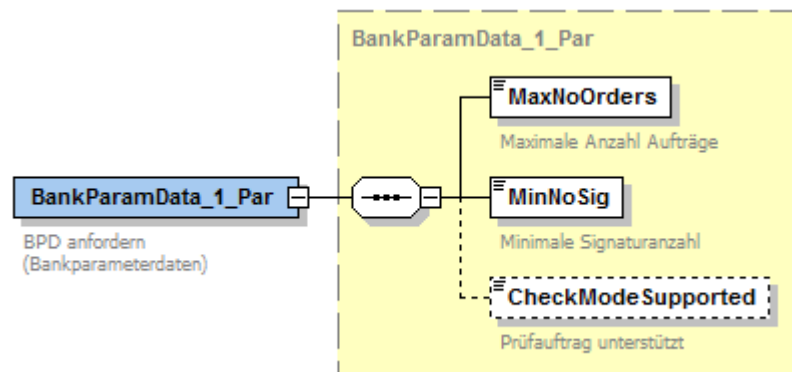 BankParamData_1_Par
MaxNoOrders
Maximale Anzahl Aufträge
BankParamData_1_Par
BPD anfordern
(Bankparameterdaten)
MinNoSig
Minimale Signaturanzahl
CheckModeSupported
Prüfauftrag unterstützt